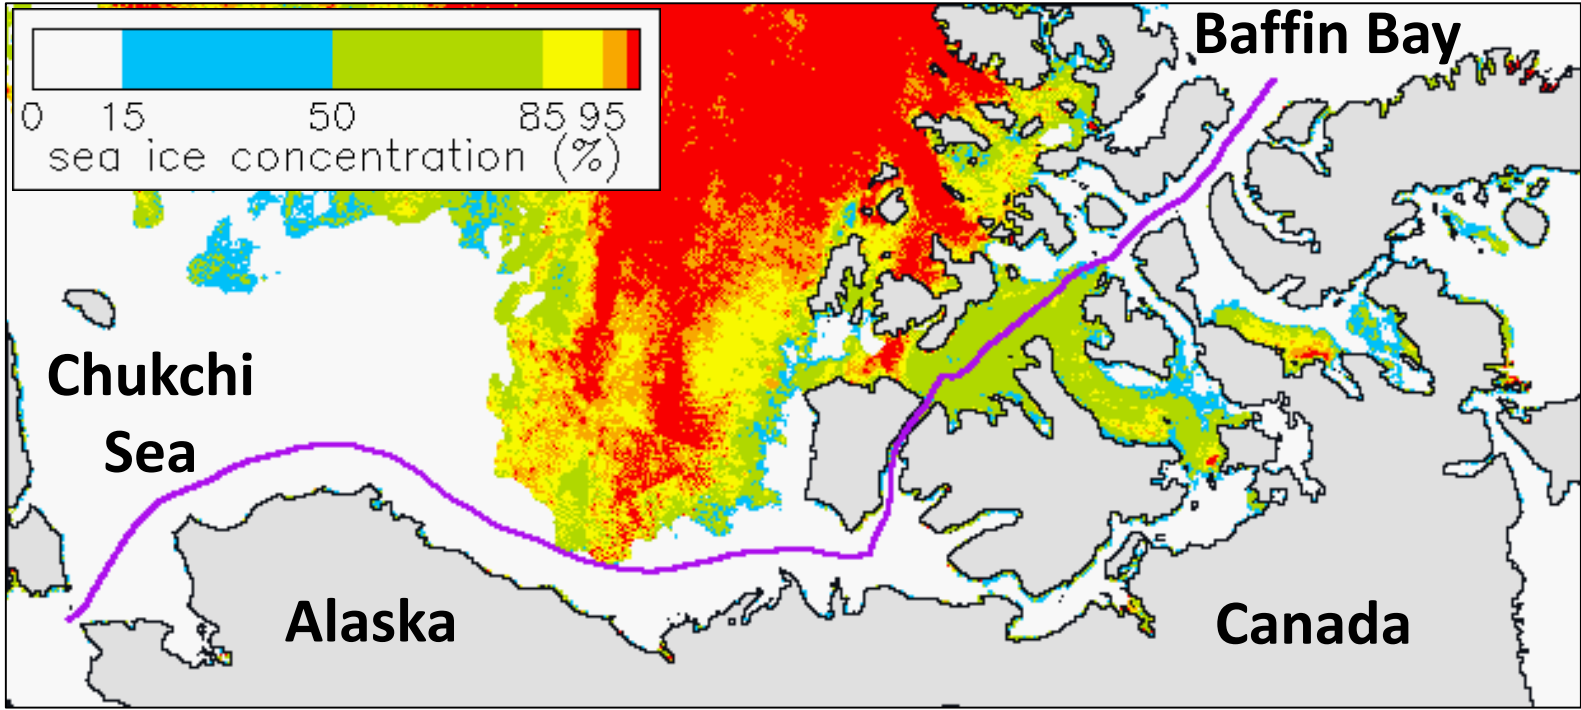 Baffin Bay
0 15 50 85 95
sea ice concentration (%)
Chukchi
Sea
Alaska
Canada